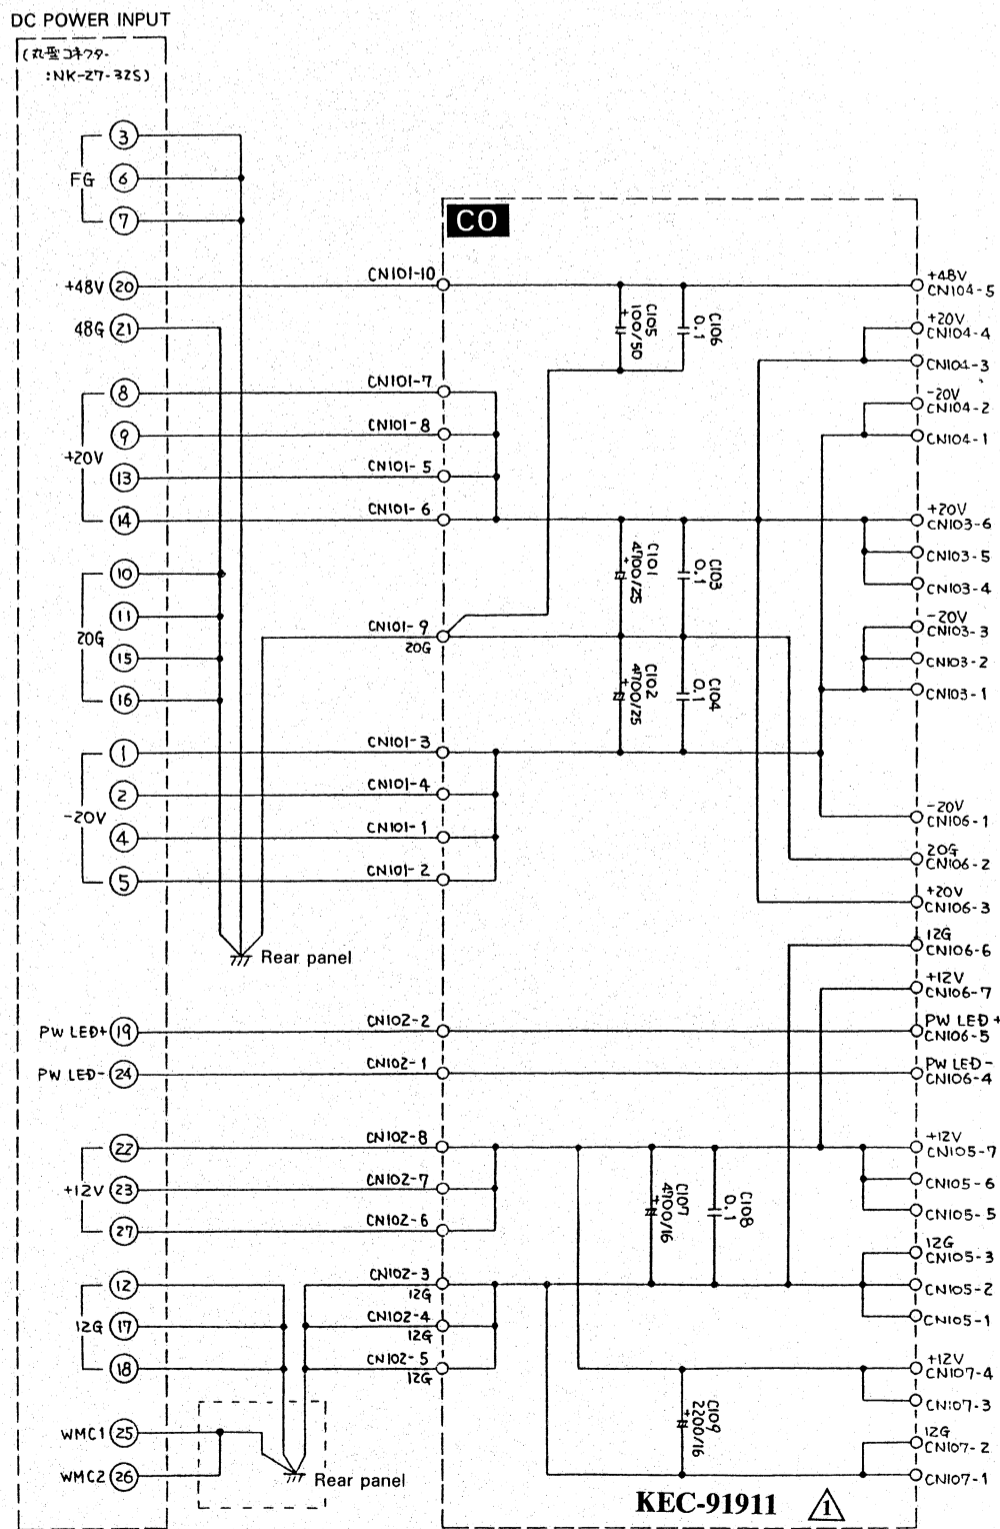 DC POWER INPUT
(丸型コネクター
:NK-27-32S)
3
FG 6
7
CO
+48V 20
CN101-10
+48V
CN104-5
48G 21
C105
100/50
+
C106
0.1
+20V
CN104-4
CN104-3
8
CN101-7
-20V
CN104-2
9
CN101-8
CN104-1
+20V
13
CN101-5
14
CN101-6
+20V
CN103-6
CN103-5
10
C101
4700/25
+
C103
0.1
CN103-4
11
20G
CN101-9
20G
-20V
CN103-3
15
CN103-2
16
C102
4700/25
+
C104
0.1
CN103-1
1
CN101-3
2
CN101-4
-20V
-20V
CN106-1
4
CN101-1
20G
CN106-2
5
CN101-2
+20V
CN106-3
Rear panel
12G
CN106-6
+12V
CN106-7
PW LED+ 19
CN102-2
PW LED+
CN106-5
PW LED- 24
CN102-1
PW LED-
CN106-4
22
CN102-8
+12V
CN105-7
+12V 23
CN102-7
CN105-6
27
CN102-6
C107
4700/16
+
C108
0.1
CN105-5
12G
CN105-3
12
CN102-3
12G
CN105-2
12G 17
CN102-4
12G
CN105-1
18
CN102-5
12G
+12V
CN107-4
CN107-3
WMC1 25
C109
2200/16
+
12G
CN107-2
WMC2 26
Rear panel
CN107-1
KEC-91911 1